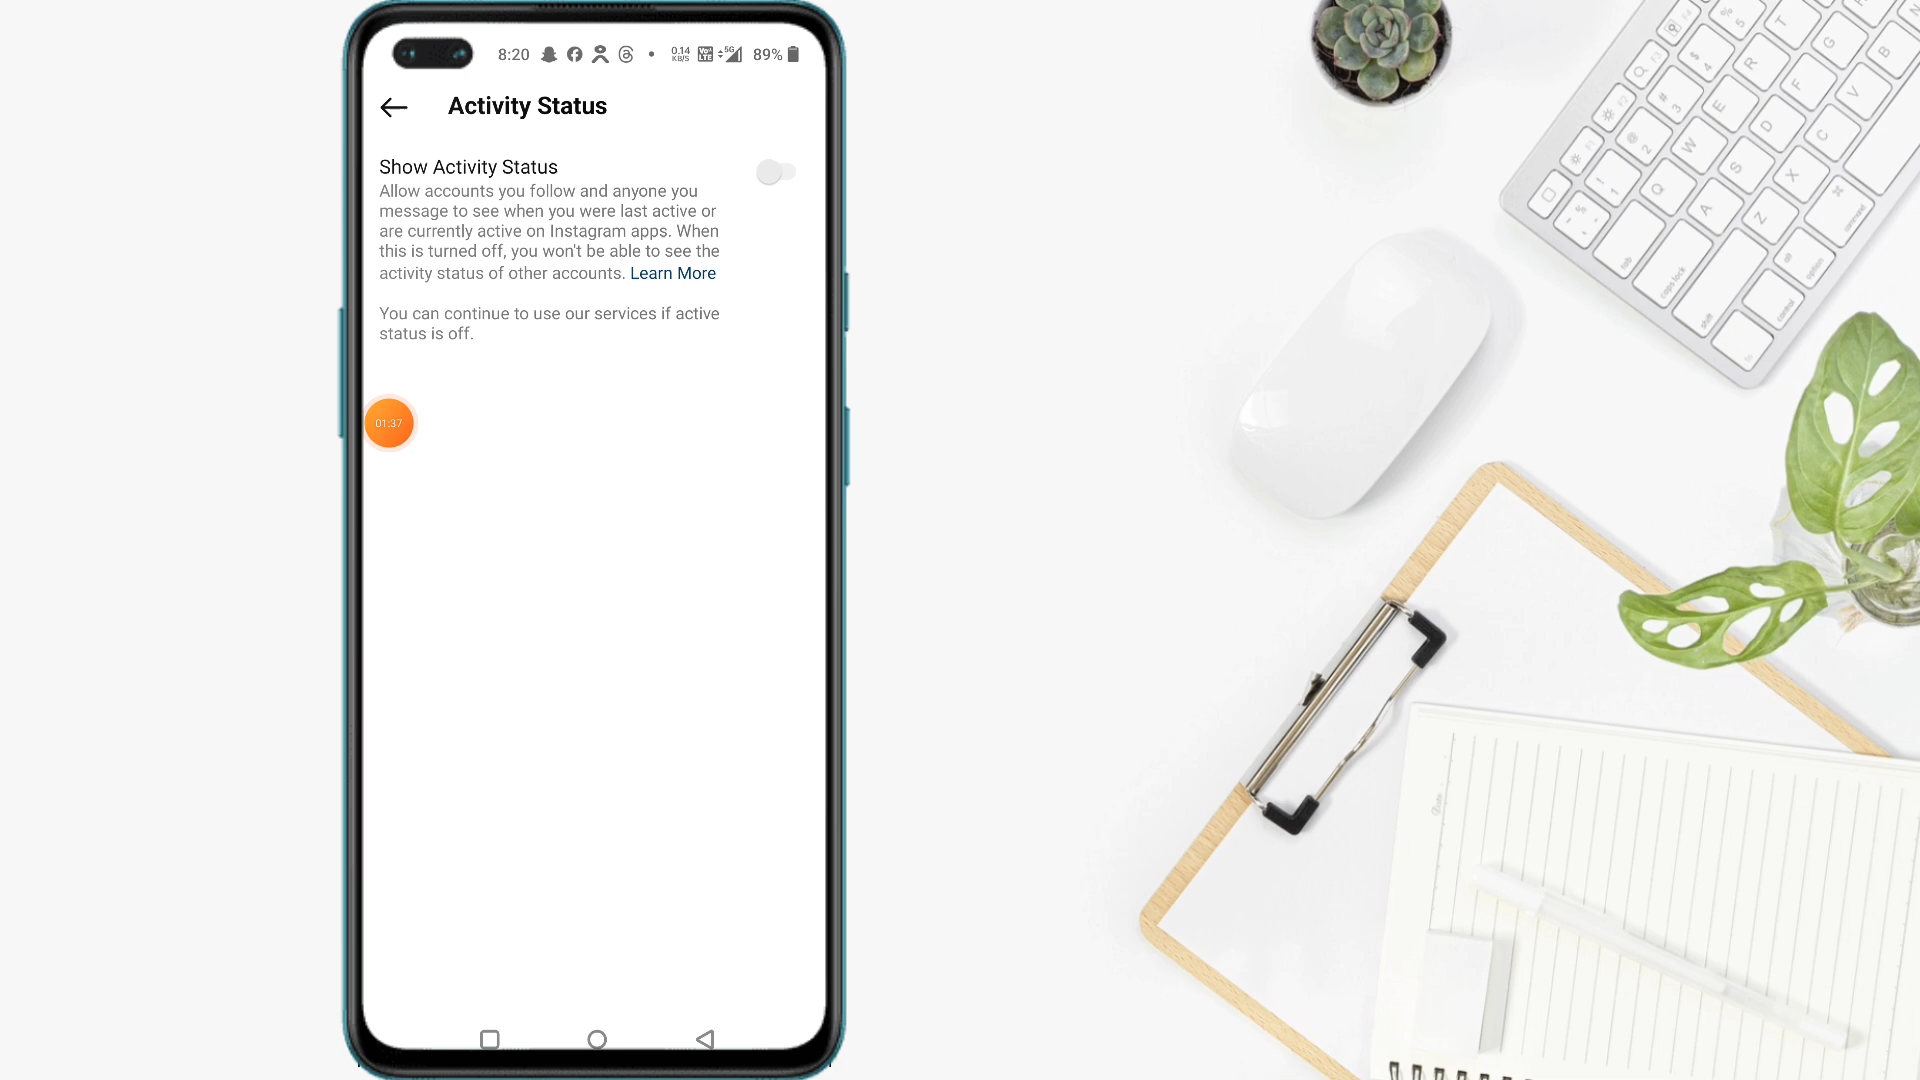 8:20
0.14
KB/S
Vo)
LTE
5G
89%
Activity Status
Show Activity Status
Allow accounts you follow and anyone you
message to see when you were last active or
are currently active on Instagram apps. When
this is turned off, you won't be able to see the
activity status of other accounts. Learn More
You can continue to use our services if active
status is off.
01:37